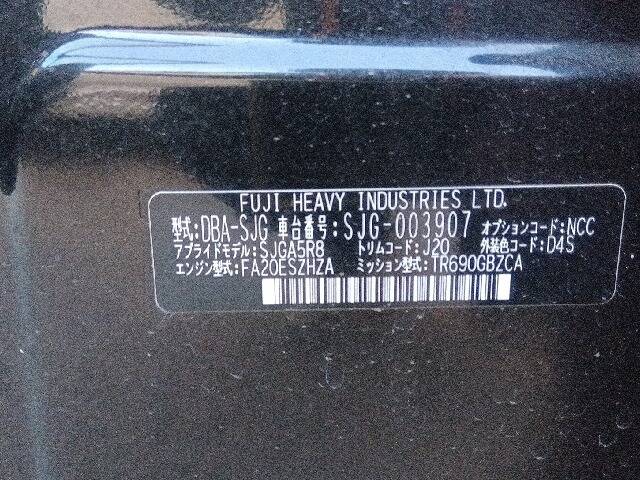 FUJI HEAVY INDUSTRIES LTD.
型式:DBA-SJG 車台番号:SJG-003907 オプションコード:NCC
アプライドモデル:SJGA5R8 トリムコード:J20 外装色コード:D4S
エンジン型式:FA20ESZHZA ミッション型式:TR690GBZCA